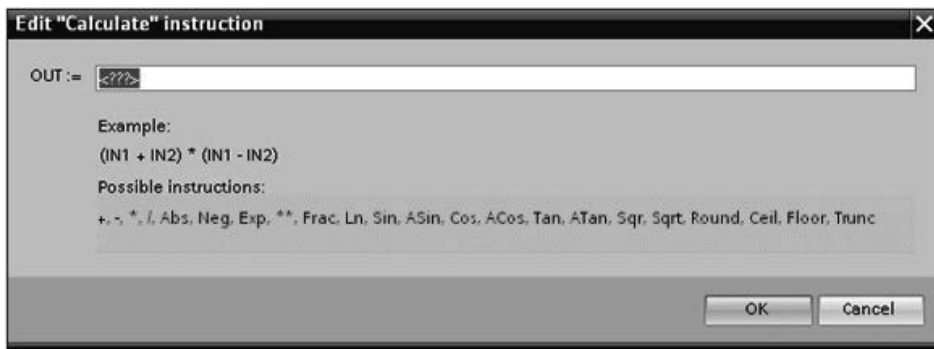 Edit "Calculate" instruction
OUT := <???>
Example:
(IN1 + IN2) * (IN1 - IN2)
Possible instructions:
+, -, *, /, Abs, Neg, Exp, **, Frac, Ln, Sin, ASin, Cos, ACos, Tan, ATan, Sqr, Sqrt, Round, Ceil, Floor, Trunc
OK Cancel